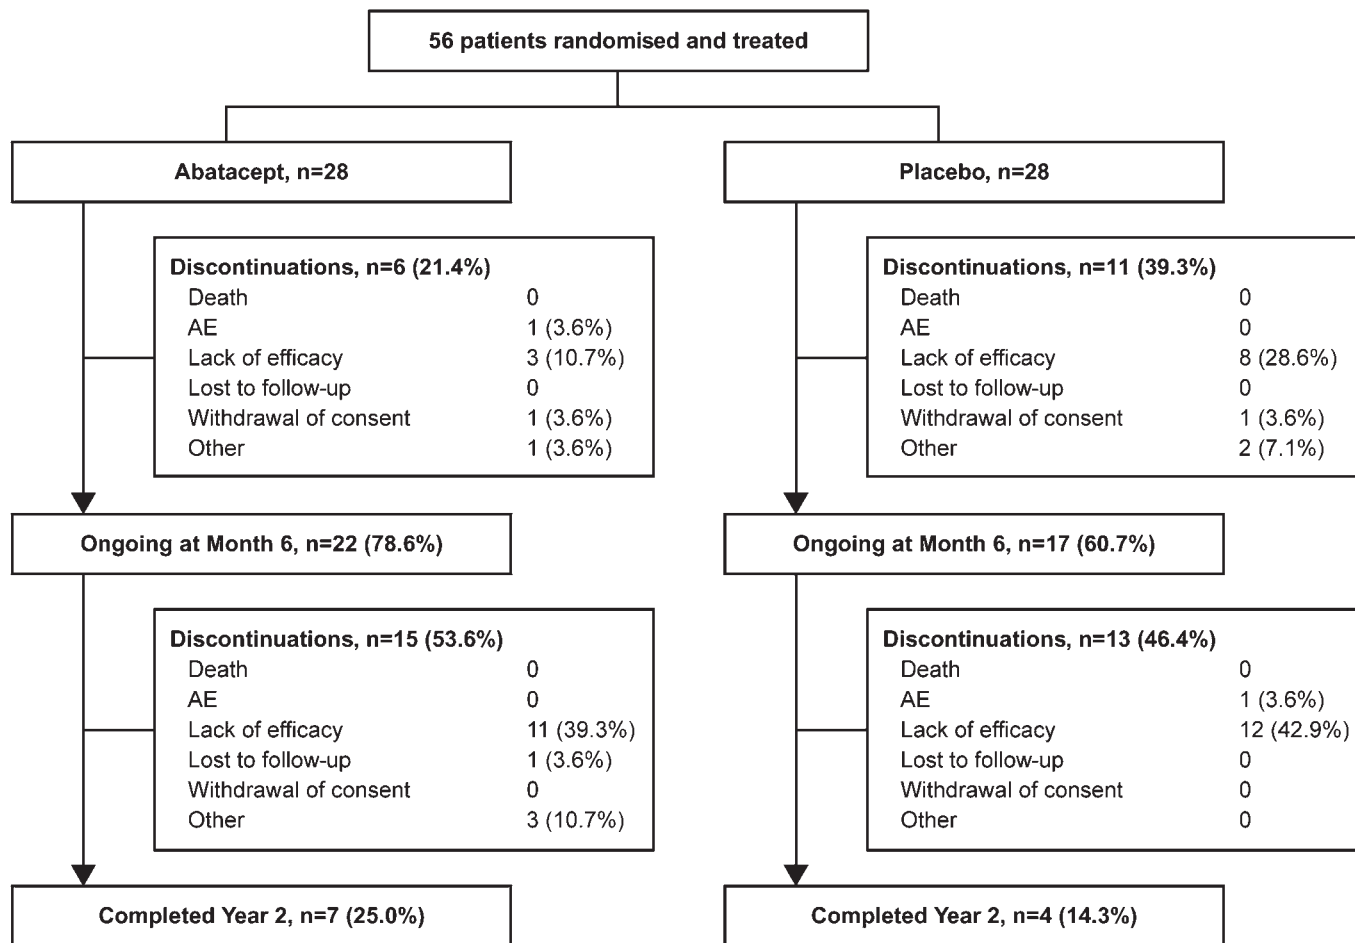 56 patients randomised and treated
Abatacept, n=28
Discontinuations, n=6 (21.4%)
Death 0
AE 1 (3.6%)
Lack of efficacy 3 (10.7%)
Lost to follow-up 0
Withdrawal of consent 1 (3.6%)
Other 1 (3.6%)
Ongoing at Month 6, n=22 (78.6%)
Discontinuations, n=15 (53.6%)
Death 0
AE 0
Lack of efficacy 11 (39.3%)
Lost to follow-up 1 (3.6%)
Withdrawal of consent 0
Other 3 (10.7%)
Completed Year 2, n=7 (25.0%)
Placebo, n=28
Discontinuations, n=11 (39.3%)
Death 0
AE 0
Lack of efficacy 8 (28.6%)
Lost to follow-up 0
Withdrawal of consent 1 (3.6%)
Other 2 (7.1%)
Ongoing at Month 6, n=17 (60.7%)
Discontinuations, n=13 (46.4%)
Death 0
AE 1 (3.6%)
Lack of efficacy 12 (42.9%)
Lost to follow-up 0
Withdrawal of consent 0
Other 0
Completed Year 2, n=4 (14.3%)